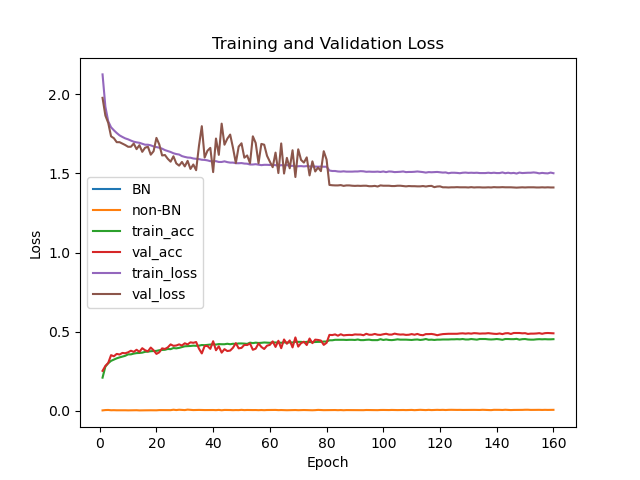 Training and Validation Loss
2.0
1.5
1.0
0.5
0.0
Loss
BN
non-BN
train_acc
val_acc
train_loss
val_loss
0 20 40 60 80 100 120 140 160
Epoch